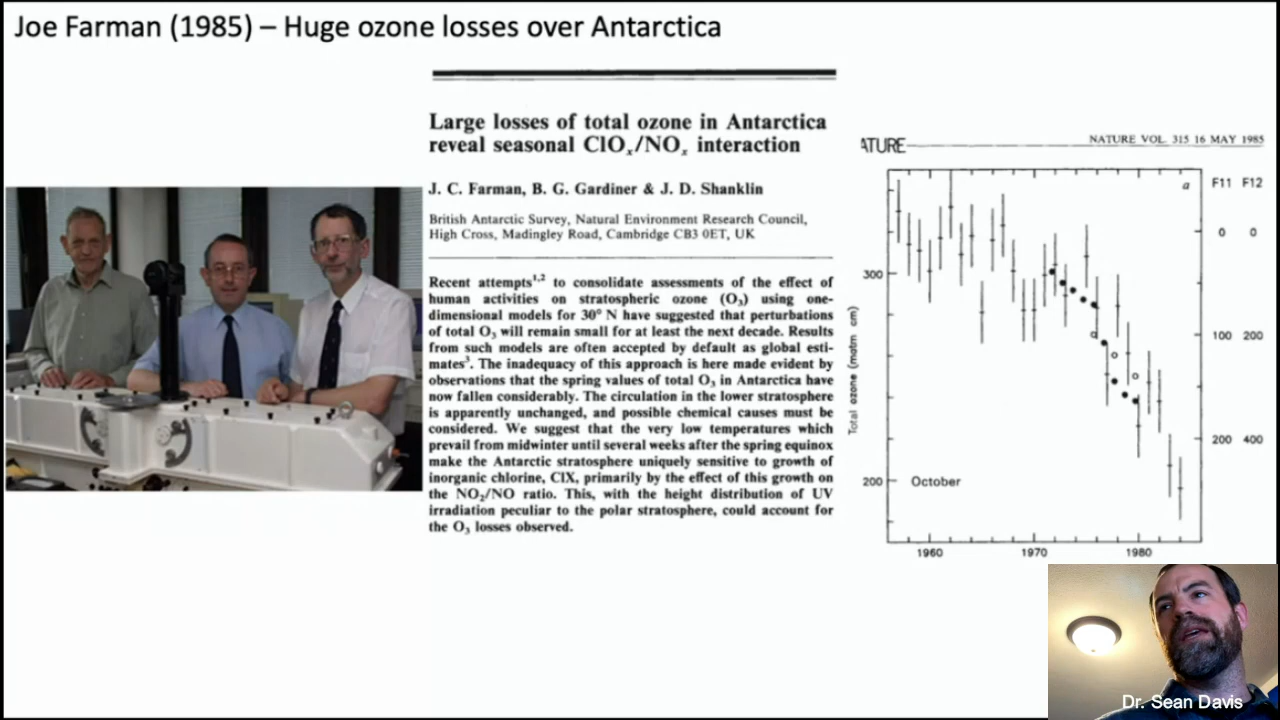 Joe Farman (1985) – Huge ozone losses over Antarctica
Large losses of total ozone in Antarctica
reveal seasonal ClOₓ/NOₓ interaction
J. C. Farman, B. G. Gardiner & J. D. Shanklin
British Antarctic Survey, Natural Environment Research Council,
High Cross, Madingley Road, Cambridge CB3 0ET, UK
Recent attempts¹,² to consolidate assessments of the effect of
human activities on stratospheric ozone (O₃) using one-
dimensional models for 30° N have suggested that perturbations
of total O₃ will remain small for at least the next decade. Results
from such models are often accepted by default as global esti-
mates³. The inadequacy of this approach is here made evident by
observations that the spring values of total O₃ in Antarctica have
now fallen considerably. The circulation in the lower stratosphere
is apparently unchanged, and possible chemical causes must be
considered. We suggest that the very low temperatures which
prevail from midwinter until several weeks after the spring equinox
make the Antarctic stratosphere uniquely sensitive to growth of
inorganic chlorine, ClX, primarily by the effect of this growth on
the NO₂/NO ratio. This, with the height distribution of UV
irradiation peculiar to the polar stratosphere, could account for
the O₃ losses observed.
ATURE
NATURE VOL. 315 16 MAY 1985
a
F11 F12
0 0
300
100 200
Total ozone (matm cm)
200 400
200
October
1960 1970 1980
Dr. Sean Davis